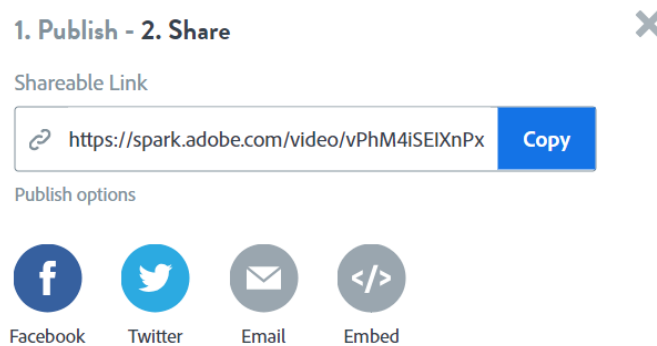 1. Publish - 2. Share
Shareable Link
https://spark.adobe.com/video/vPhM4iSEIXnPx
Copy
Publish options
Facebook
Twitter
Email
Embed